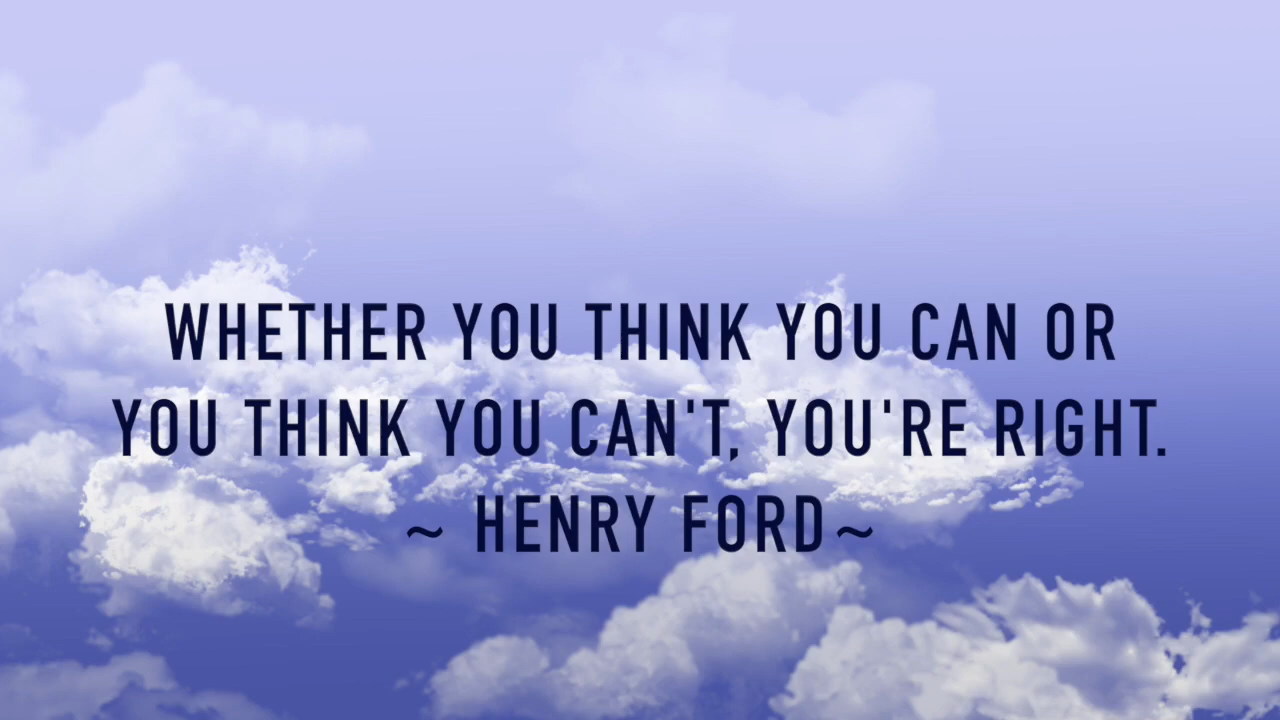 WHETHER YOU THINK YOU CAN OR
YOU THINK YOU CAN'T, YOU'RE RIGHT.
~ HENRY FORD ~